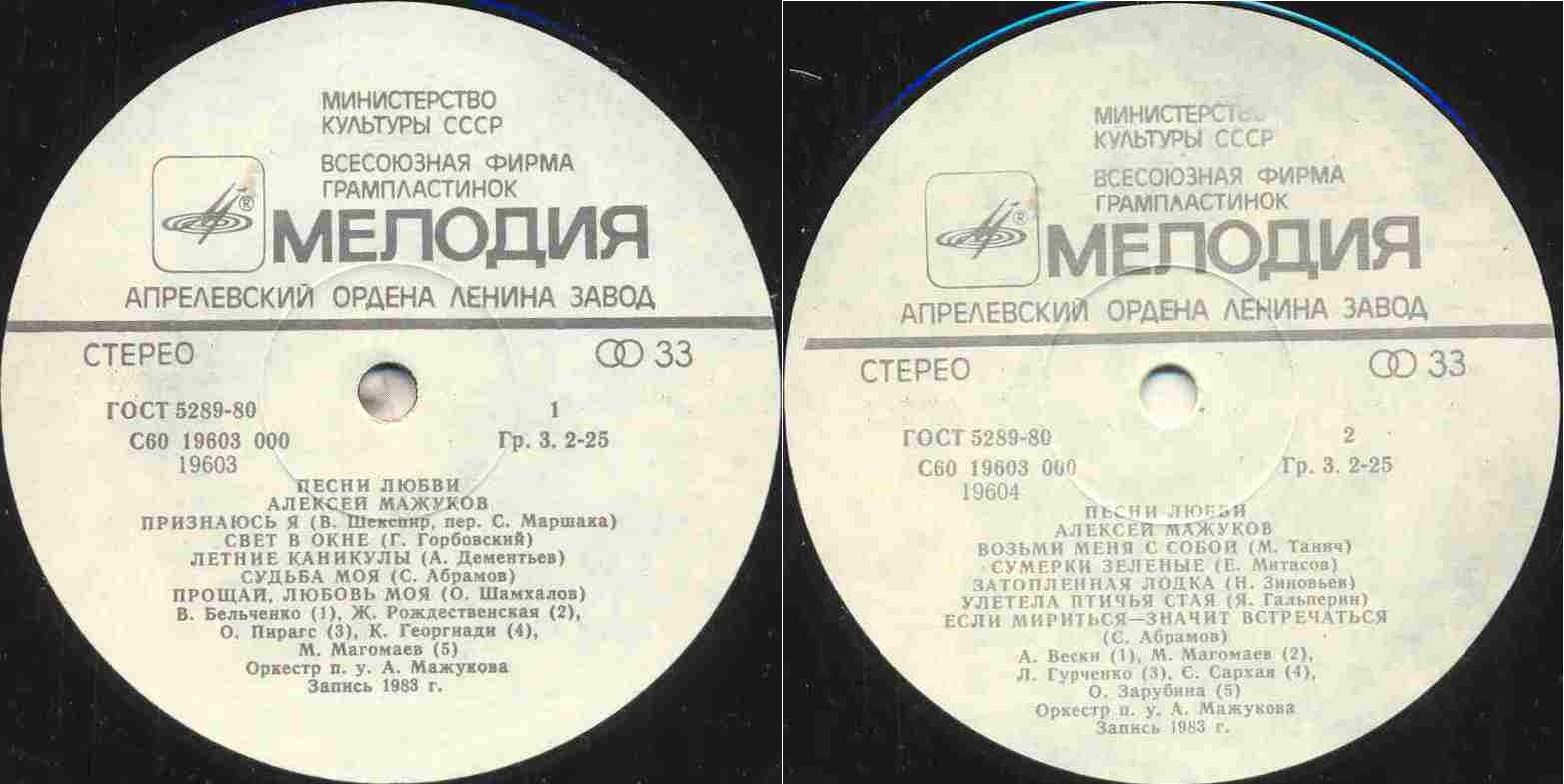 МИНИСТЕРСТВО
КУЛЬТУРЫ СССР
ВСЕСОЮЗНАЯ ФИРМА
ГРАМПЛАСТИНОК
®
МЕЛОДИЯ
АПРЕЛЕВСКИЙ ОРДЕНА ЛЕНИНА ЗАВОД
СТЕРЕО 33
ГОСТ 5289-80 1
С60 19603 000 Гр. 3. 2-25
19603
ПЕСНИ ЛЮБВИ
АЛЕКСЕЙ МАЖУКОВ
ПРИЗНАЮСЬ Я (В. Шекспир, пер. С. Маршака)
СВЕТ В ОКНЕ (Г. Горбовский)
ЛЕТНИЕ КАНИКУЛЫ (А. Дементьев)
СУДЬБА МОЯ (С. Абрамов)
ПРОЩАЙ, ЛЮБОВЬ МОЯ (О. Шамхалов)
В. Бельченко (1), Ж. Рождественская (2),
О. Пирагс (3), К. Георгиади (4),
М. Магомаев (5)
Оркестр п. у. А. Мажукова
Запись 1983 г.
МИНИСТЕРСТВО
КУЛЬТУРЫ СССР
ВСЕСОЮЗНАЯ ФИРМА
ГРАМПЛАСТИНОК
®
МЕЛОДИЯ
АПРЕЛЕВСКИЙ ОРДЕНА ЛЕНИНА ЗАВОД
СТЕРЕО 33
ГОСТ 5289-80 2
С60 19603 000 Гр. 3. 2-25
19604
ПЕСНИ ЛЮБВИ
АЛЕКСЕЙ МАЖУКОВ
ВОЗЬМИ МЕНЯ С СОБОЙ (М. Танич)
СУМЕРКИ ЗЕЛЕНЫЕ (Е. Митасов)
ЗАТОПЛЕННАЯ ЛОДКА (Н. Зиновьев)
УЛЕТЕЛА ПТИЧЬЯ СТАЯ (Я. Гальперин)
ЕСЛИ МИРИТЬСЯ—ЗНАЧИТ ВСТРЕЧАТЬСЯ
(С. Абрамов)
А. Вески (1), М. Магомаев (2),
Л. Гурченко (3), С. Сархан (4),
О. Зарубина (5)
Оркестр п. у. А. Мажукова
Запись 1983 г.